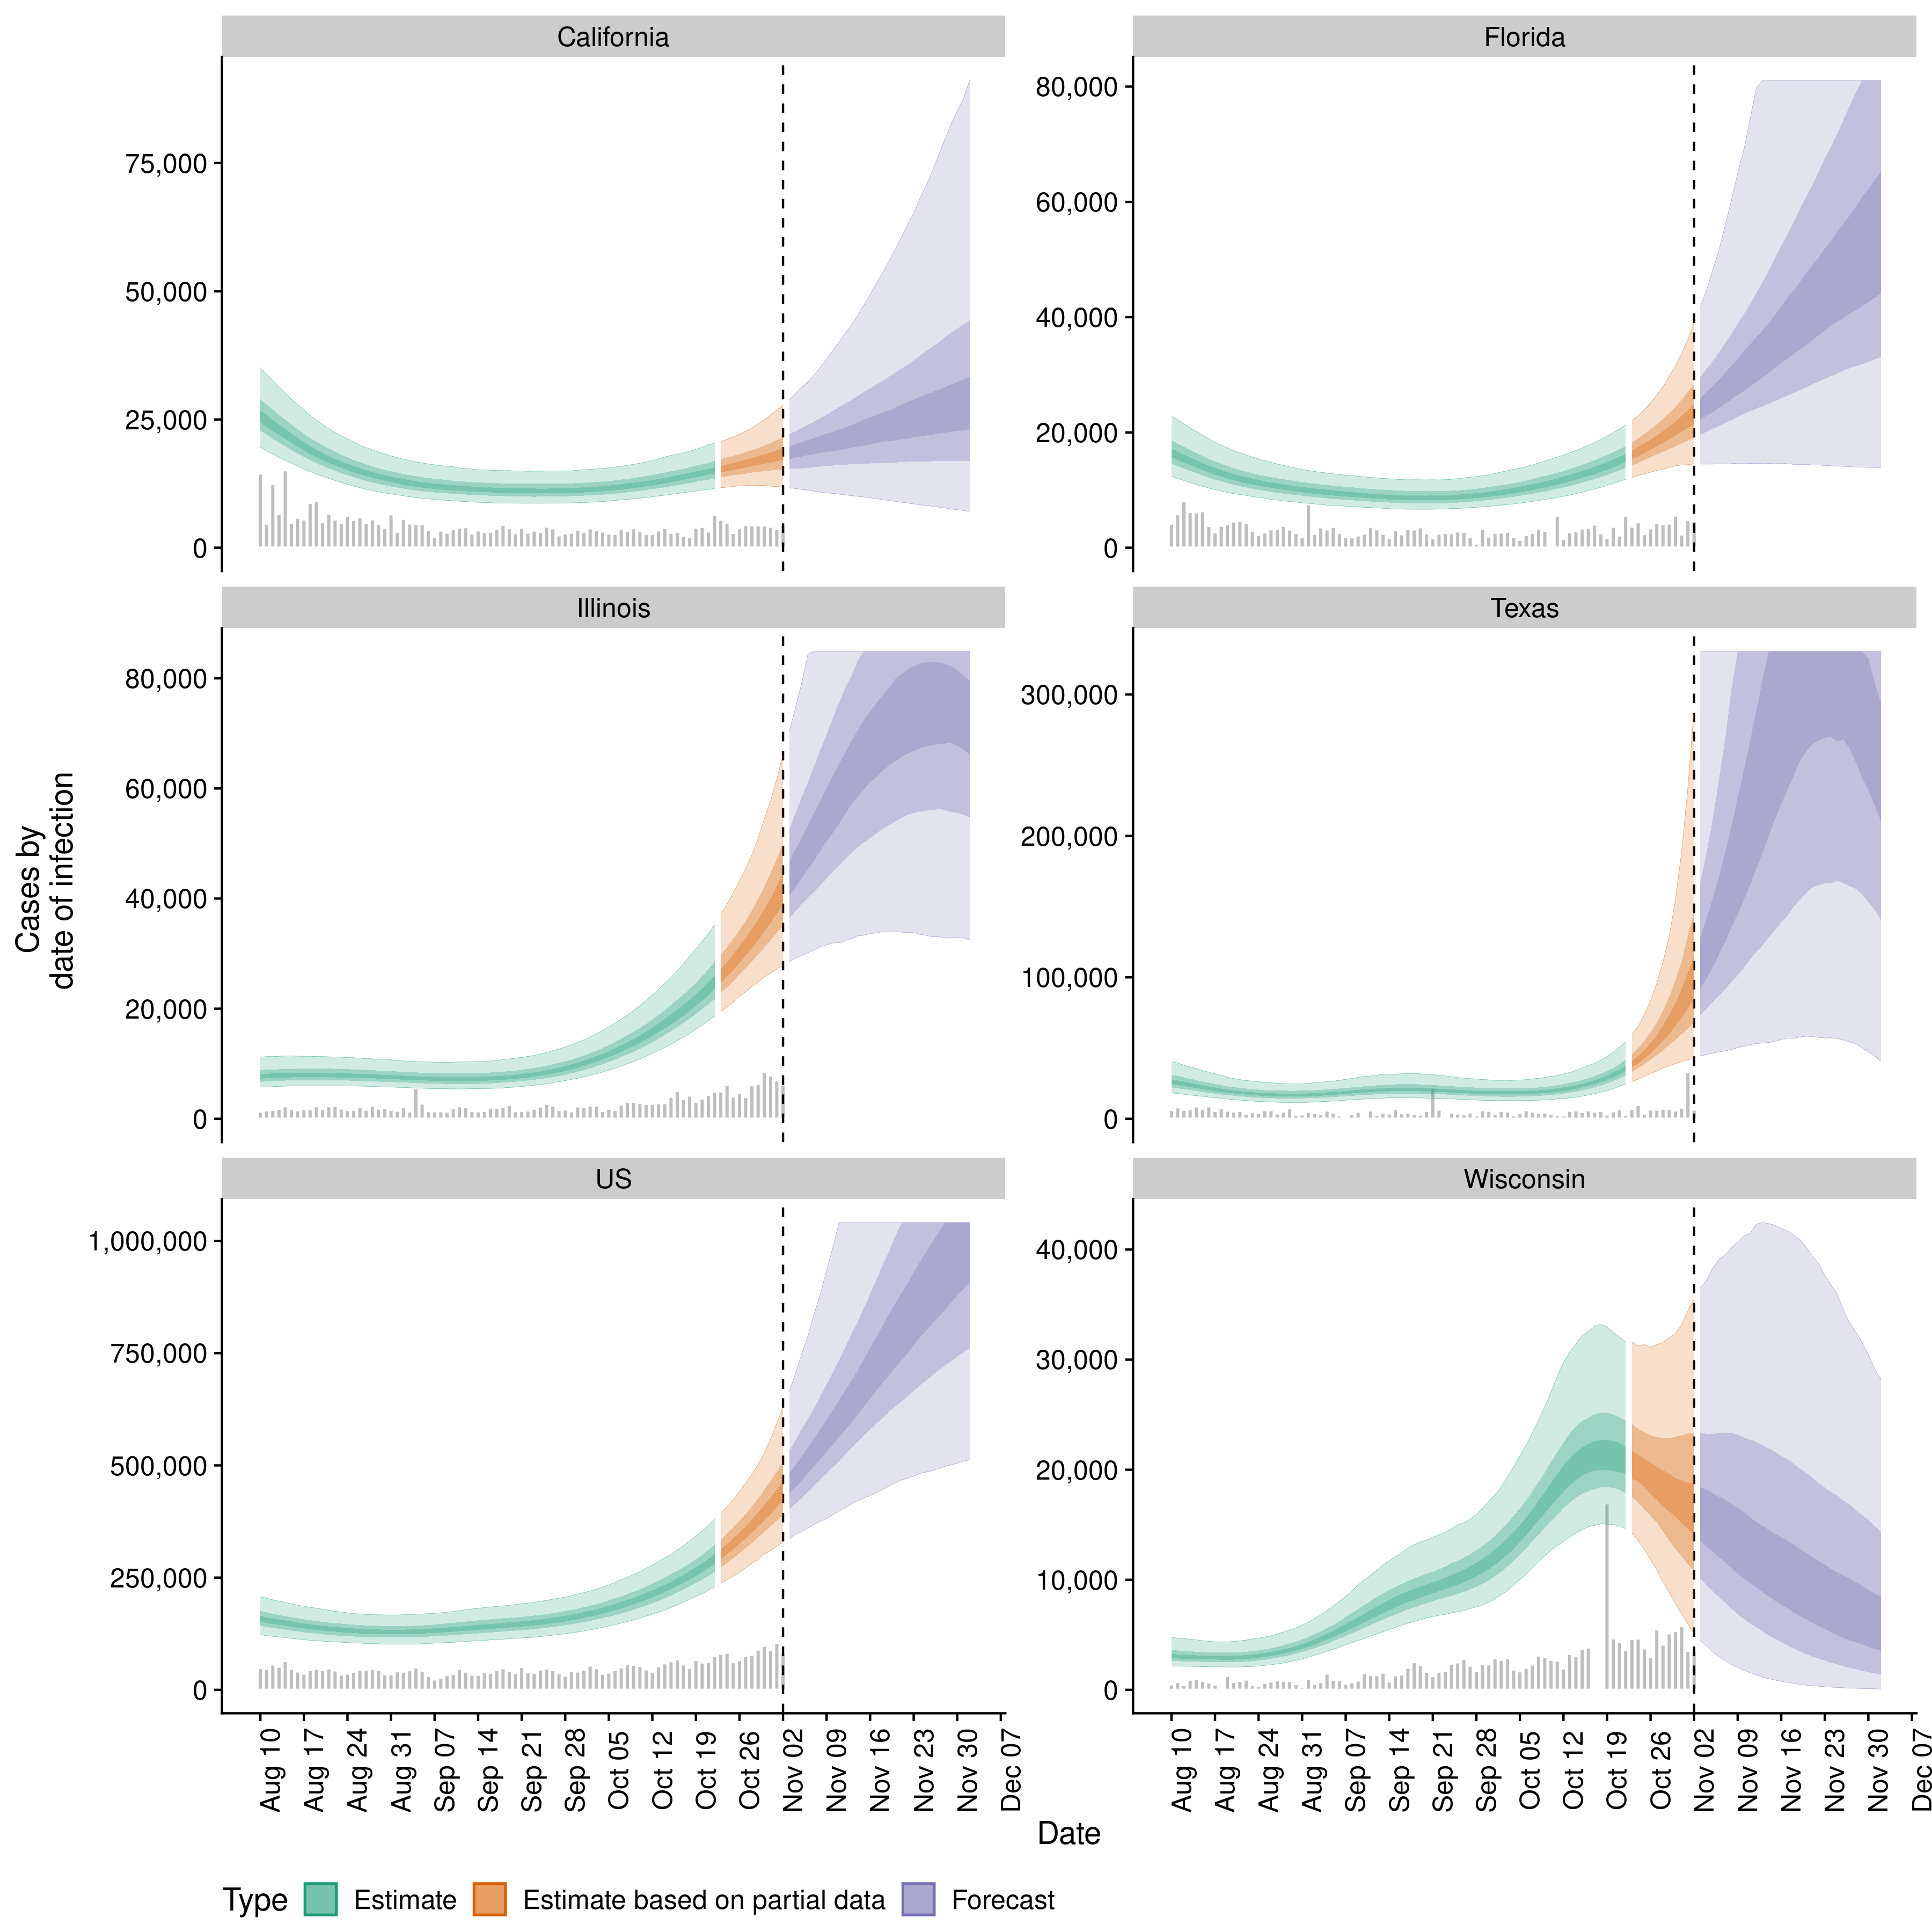 California
Florida
75,000
50,000
25,000
0
80,000
60,000
40,000
20,000
0
Illinois
Texas
80,000
60,000
40,000
20,000
0
300,000
200,000
100,000
0
US
Wisconsin
1,000,000
750,000
500,000
250,000
0
40,000
30,000
20,000
10,000
0
Cases by
date of infection
Aug 10
Aug 17
Aug 24
Aug 31
Sep 07
Sep 14
Sep 21
Sep 28
Oct 05
Oct 12
Oct 19
Oct 26
Nov 02
Nov 09
Nov 16
Nov 23
Nov 30
Dec 07
Aug 10
Aug 17
Aug 24
Aug 31
Sep 07
Sep 14
Sep 21
Sep 28
Oct 05
Oct 12
Oct 19
Oct 26
Nov 02
Nov 09
Nov 16
Nov 23
Nov 30
Dec 07
Date
Type Estimate Estimate based on partial data Forecast